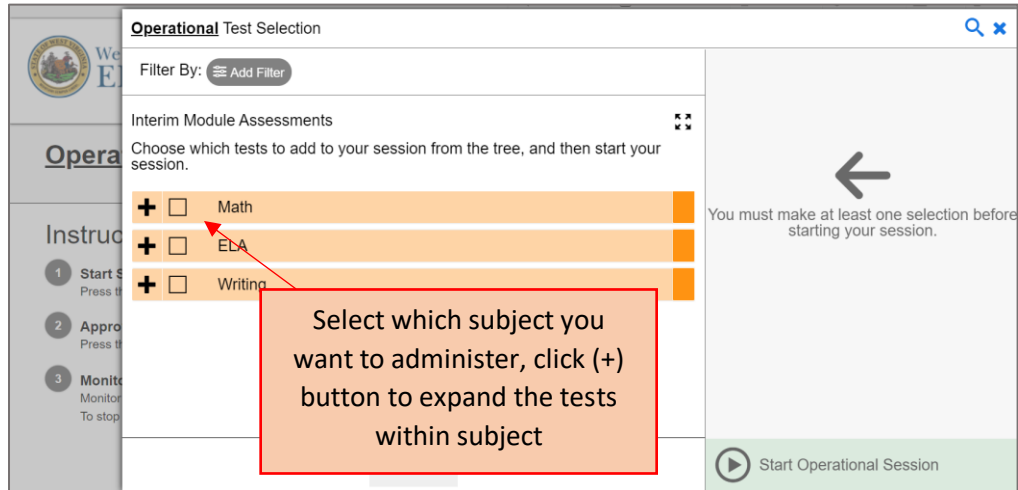 Operational Test Selection
Filter By: Add Filter
We
El
Opera
Interim Module Assessments
Choose which tests to add to your session from the tree, and then start your
session.
Math
ELA
Writing
You must make at least one selection before
starting your session.
Instruc
1 Start S
Press th
2 Appro
Press th
3 Monito
Monitor
To stop
Select which subject you
want to administer, click (+)
button to expand the tests
within subject
Start Operational Session